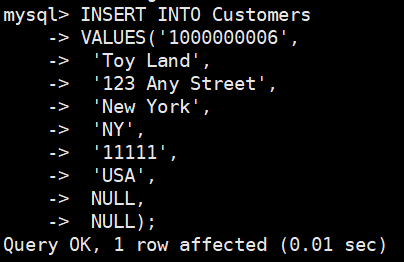 mysql> INSERT INTO Customers
    -> VALUES('1000000006',
    ->  'Toy Land',
    ->  '123 Any Street',
    ->  'New York',
    ->  'NY',
    ->  '11111',
    ->  'USA',
    ->  NULL,
    ->  NULL);
Query OK, 1 row affected (0.01 sec)